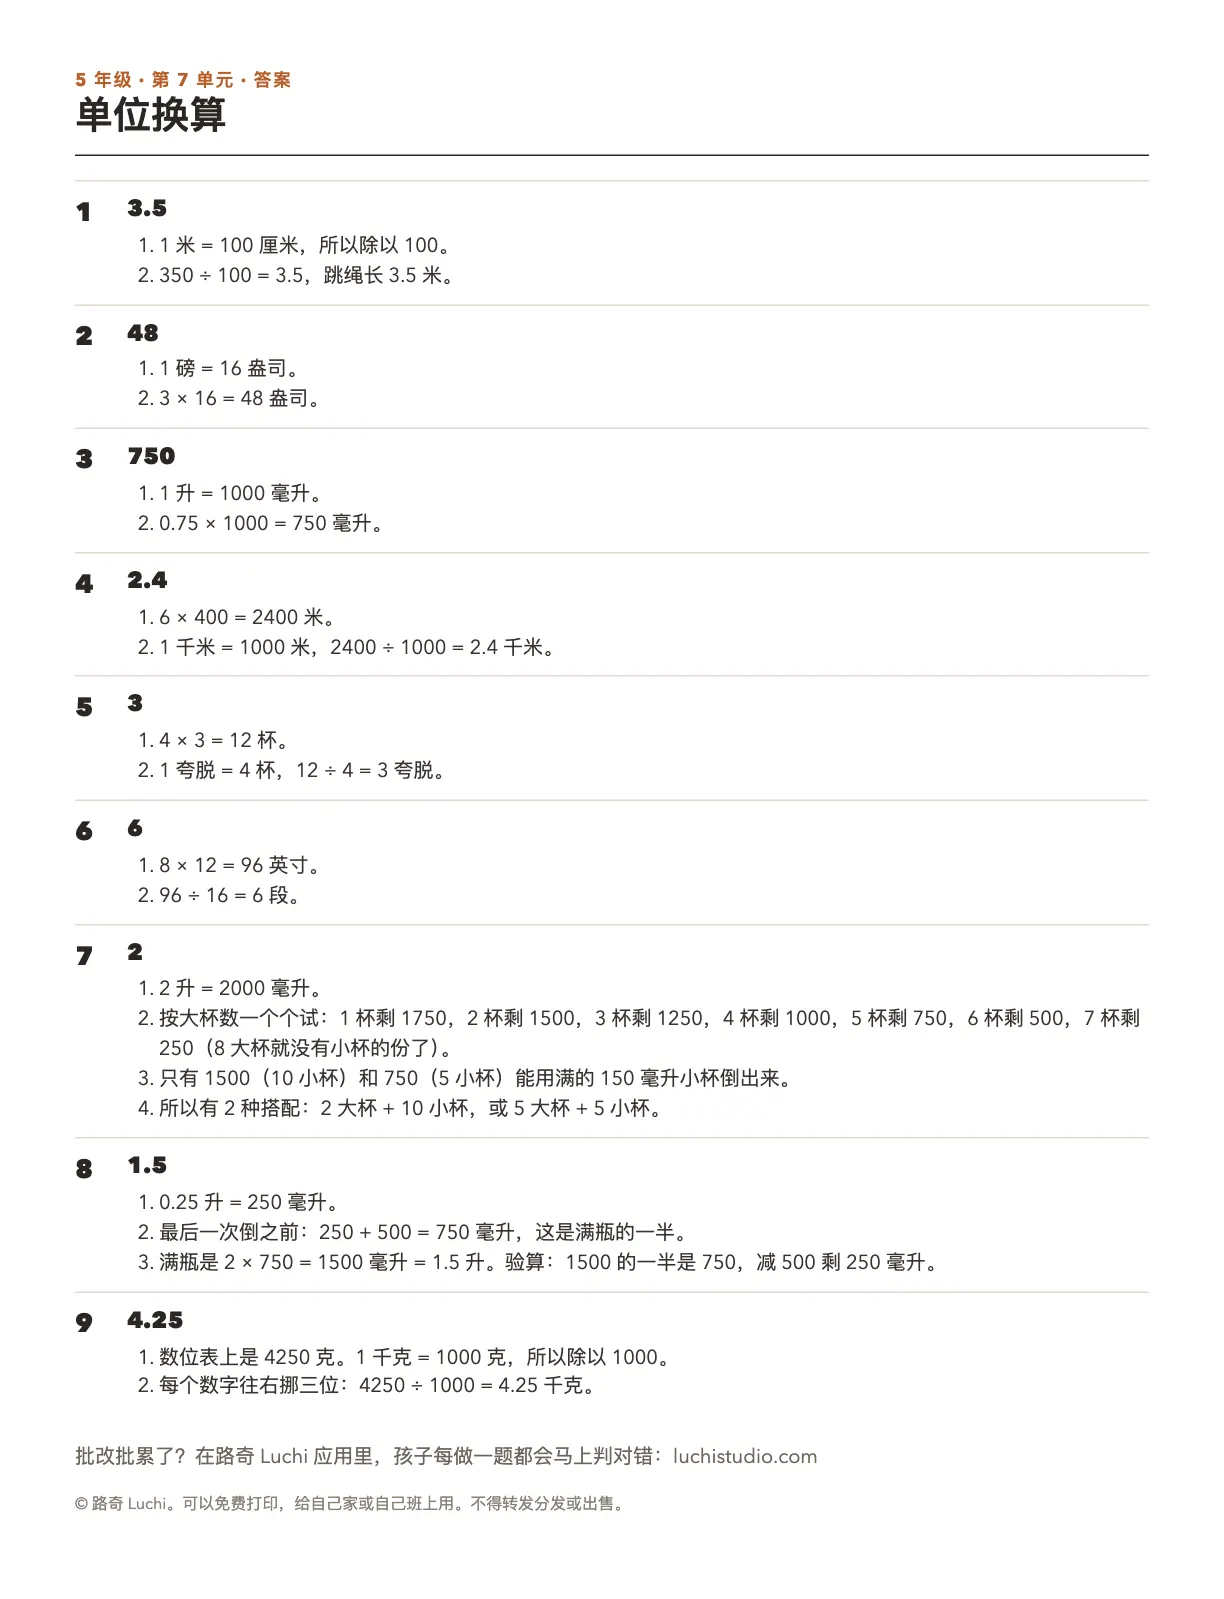 5 年级 · 第 7 单元 · 答案
单位换算
1 3.5
1. 1 米 = 100 厘米，所以除以 100。
2. 350 ÷ 100 = 3.5，跳绳长 3.5 米。
2 48
1. 1 磅 = 16 盎司。
2. 3 × 16 = 48 盎司。
3 750
1. 1 升 = 1000 毫升。
2. 0.75 × 1000 = 750 毫升。
4 2.4
1. 6 × 400 = 2400 米。
2. 1 千米 = 1000 米，2400 ÷ 1000 = 2.4 千米。
5 3
1. 4 × 3 = 12 杯。
2. 1 夸脱 = 4 杯，12 ÷ 4 = 3 夸脱。
6 6
1. 8 × 12 = 96 英寸。
2. 96 ÷ 16 = 6 段。
7 2
1. 2 升 = 2000 毫升。
2. 按大杯数一个个试：1 杯剩 1750，2 杯剩 1500，3 杯剩 1250，4 杯剩 1000，5 杯剩 750，6 杯剩 500，7 杯剩
250（8 大杯就没有小杯的份了）。
3. 只有 1500（10 小杯）和 750（5 小杯）能用满的 150 毫升小杯倒出来。
4. 所以有 2 种搭配：2 大杯 + 10 小杯，或 5 大杯 + 5 小杯。
8 1.5
1. 0.25 升 = 250 毫升。
2. 最后一次倒之前：250 + 500 = 750 毫升，这是满瓶的一半。
3. 满瓶是 2 × 750 = 1500 毫升 = 1.5 升。验算：1500 的一半是 750，减 500 剩 250 毫升。
9 4.25
1. 数位表上是 4250 克。1 千克 = 1000 克，所以除以 1000。
2. 每个数字往右挪三位：4250 ÷ 1000 = 4.25 千克。
批改批累了？在路奇 Luchi 应用里，孩子每做一题都会马上判对错：luchistudio.com
© 路奇 Luchi。可以免费打印，给自己家或自己班上用。不得转发分发或出售。